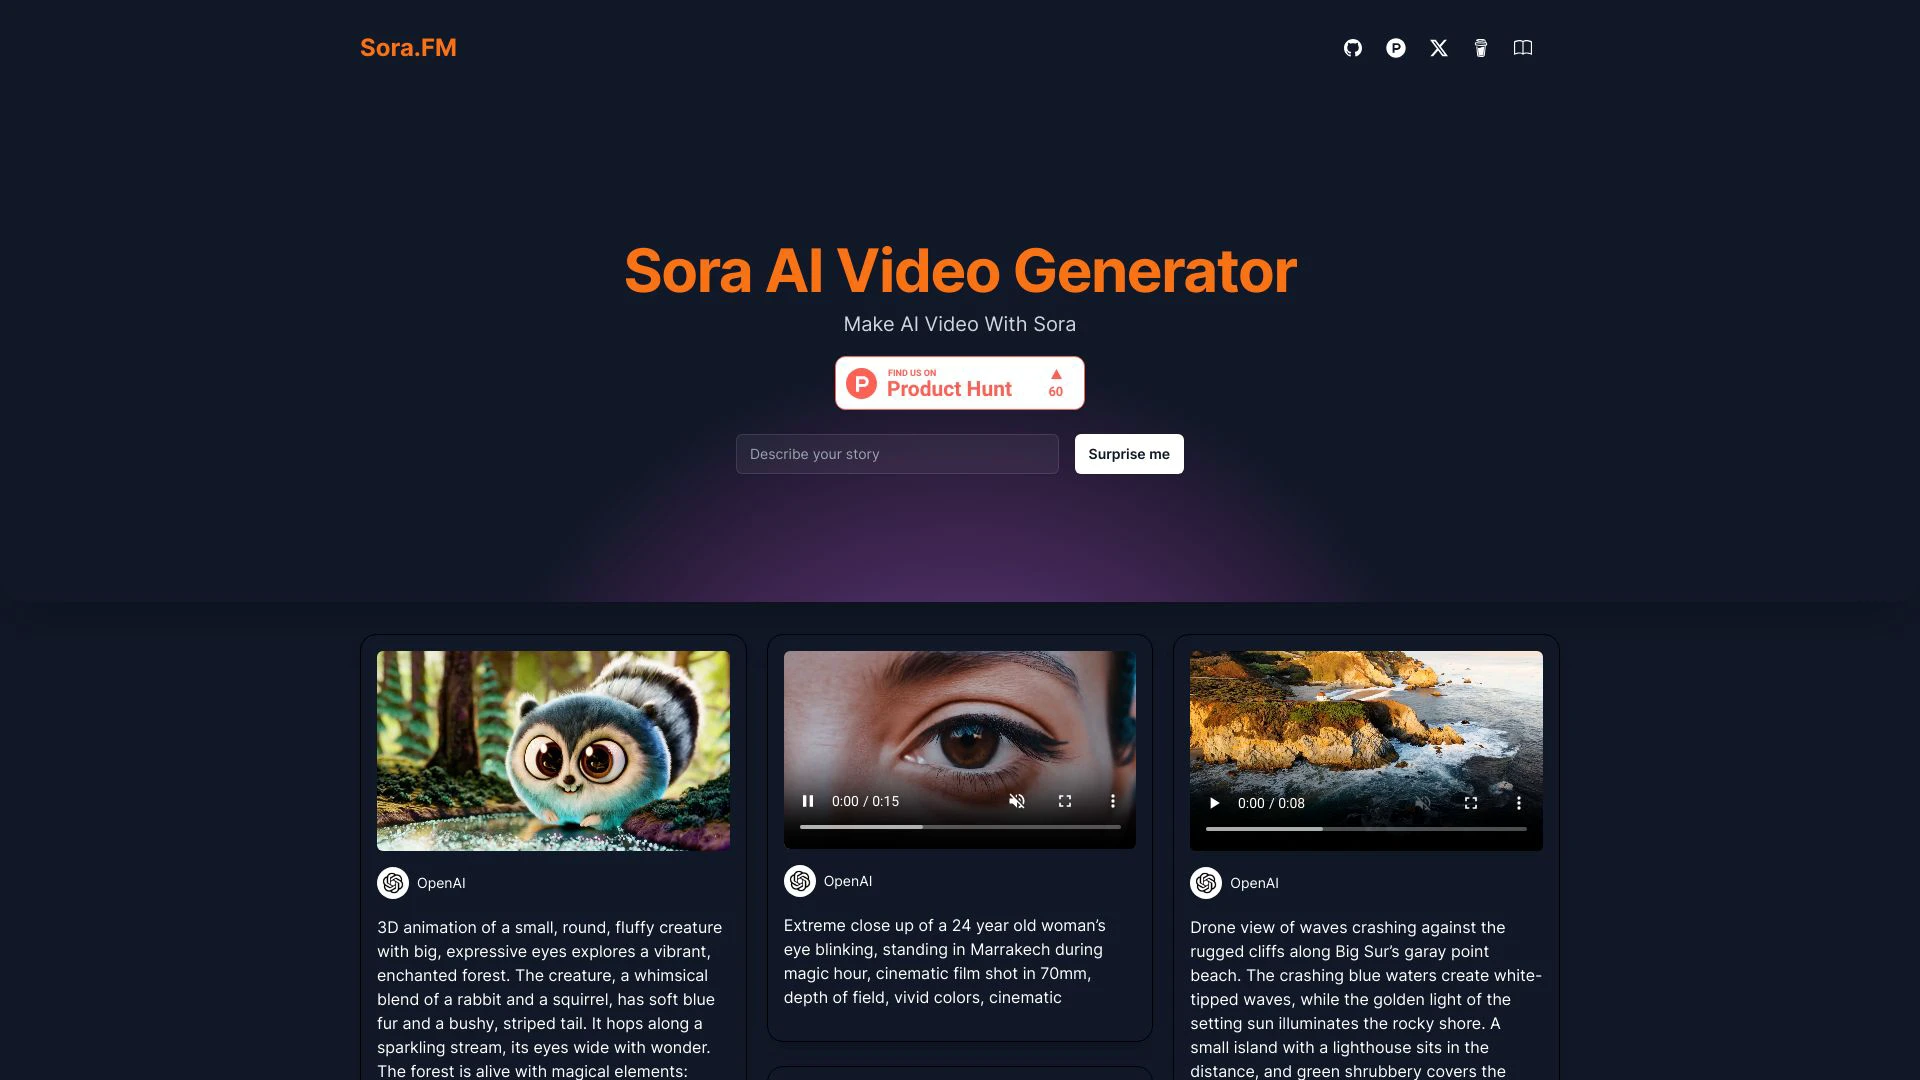 Sora.FM
Sora AI Video Generator
Make AI Video With Sora
FIND US ON
Product Hunt
60
Describe your story
Surprise me
OpenAI
3D animation of a small, round, fluffy creature
with big, expressive eyes explores a vibrant,
enchanted forest. The creature, a whimsical
blend of a rabbit and a squirrel, has soft blue
fur and a bushy, striped tail. It hops along a
sparkling stream, its eyes wide with wonder.
The forest is alive with magical elements:
0:00 / 0:15
OpenAI
Extreme close up of a 24 year old woman’s
eye blinking, standing in Marrakech during
magic hour, cinematic film shot in 70mm,
depth of field, vivid colors, cinematic
0:00 / 0:08
OpenAI
Drone view of waves crashing against the
rugged cliffs along Big Sur’s garay point
beach. The crashing blue waters create white-
tipped waves, while the golden light of the
setting sun illuminates the rocky shore. A
small island with a lighthouse sits in the
distance, and green shrubbery covers the